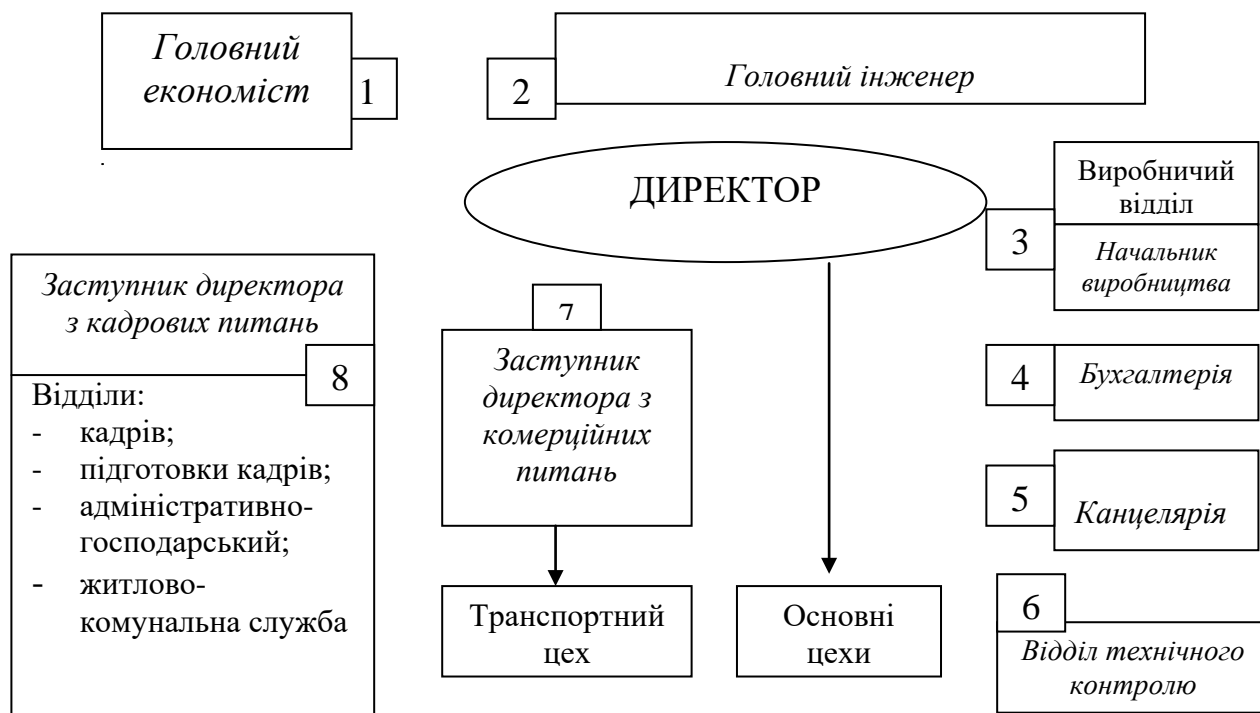 Головний
економіст
1
2
Головний інженер
ДИРЕКТОР
Виробничий
відділ
3
Начальник
виробництва
Заступник директора
з кадрових питань
8
Відділи:
- кадрів;
- підготовки кадрів;
- адміністративно-
господарський;
- житлово-
комунальна служба
7
Заступник
директора з
комерційних
питань
4
Бухгалтерія
5
Канцелярія
Транспортний
цех
Основні
цехи
6
Відділ технічного
контролю